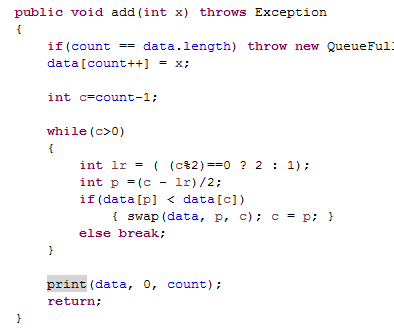 public void add(int x) throws Exception
{
if(count == data.length) throw new QueueFull
data[count++] = x;
int c=count-1;
while(c>0)
{
int lr = ( (c%2)==0 ? 2 : 1);
int p =(c - lr)/2;
if(data[p] < data[c])
{ swap(data, p, c); c = p; }
else break;
}
print(data, 0, count);
return;
}